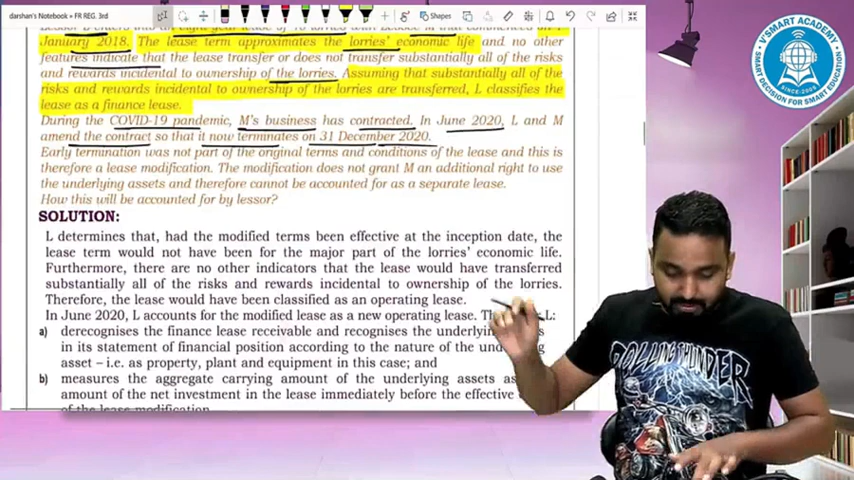 darshan's Notebook » FR REG. 3rd
Shapes
V'SMART ACADEMY
SMART DECISION FOR SMART EDUCATION
SINCE-2008
January 2018. The lease term approximates the lorries' economic life and no other
features indicate that the lease transfer or does not transfer substantially all of the risks
and rewards incidental to ownership of the lorries. Assuming that substantially all of the
risks and rewards incidental to ownership of the lorries are transferred, L classifies the
lease as a finance lease.
During the COVID-19 pandemic, M's business has contracted. In June 2020, L and M
amend the contract so that it now terminates on 31 December 2020.
Early termination was not part of the original terms and conditions of the lease and this is
therefore a lease modification. The modification does not grant M an additional right to use
the underlying assets and therefore cannot be accounted for as a separate lease.
How this will be accounted for by lessor?
SOLUTION:
L determines that, had the modified terms been effective at the inception date, the
lease term would not have been for the major part of the lorries' economic life.
Furthermore, there are no other indicators that the lease would have transferred
substantially all of the risks and rewards incidental to ownership of the lorries.
Therefore, the lease would have been classified as an operating lease.
In June 2020, L accounts for the modified lease as a new operating lease. L:
a) derecognises the finance lease receivable and recognises the
in its statement of financial position according to the nature of the
asset – i.e. as property, plant and equipment in this case; and
b) measures the aggregate carrying amount of the underlying assets
amount of the net investment in the lease immediately before the effective
of the lease modification
ROLLING THUNDER